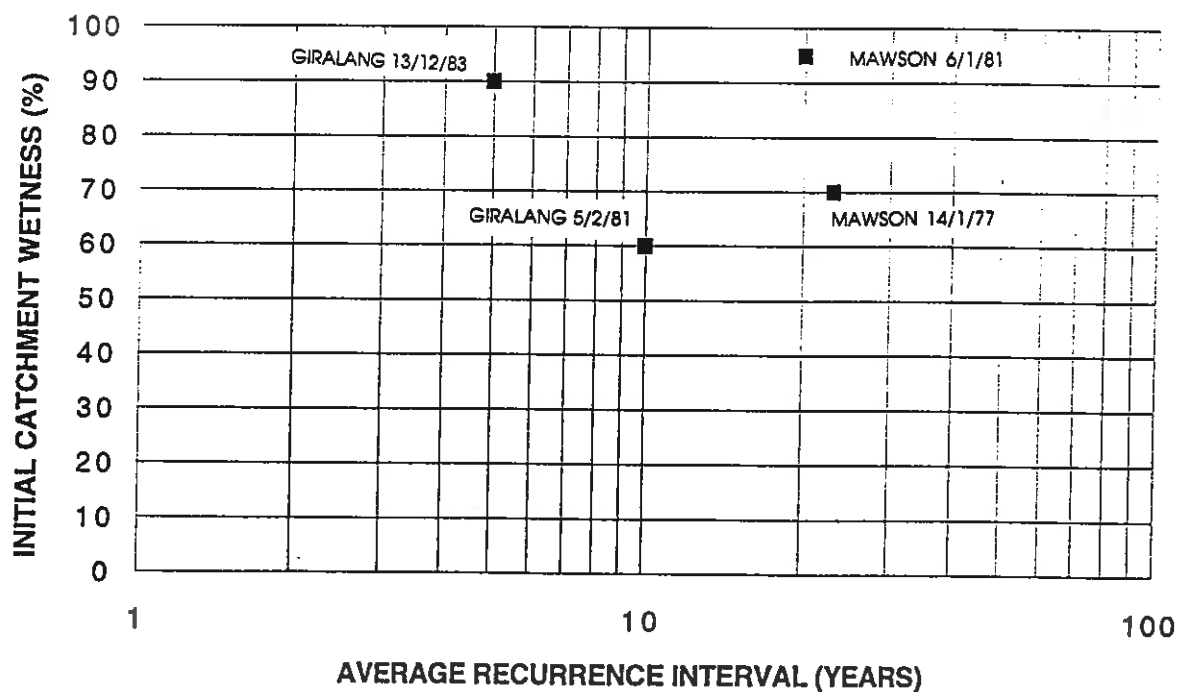 100
GIRALANG 13/12/83
MAWSON 6/1/81
90
80
70
GIRALANG 5/2/81
MAWSON 14/1/77
60
50
40
30
20
10
0
INITIAL CATCHMENT WETNESS (%)
1
10
100
AVERAGE RECURRENCE INTERVAL (YEARS)